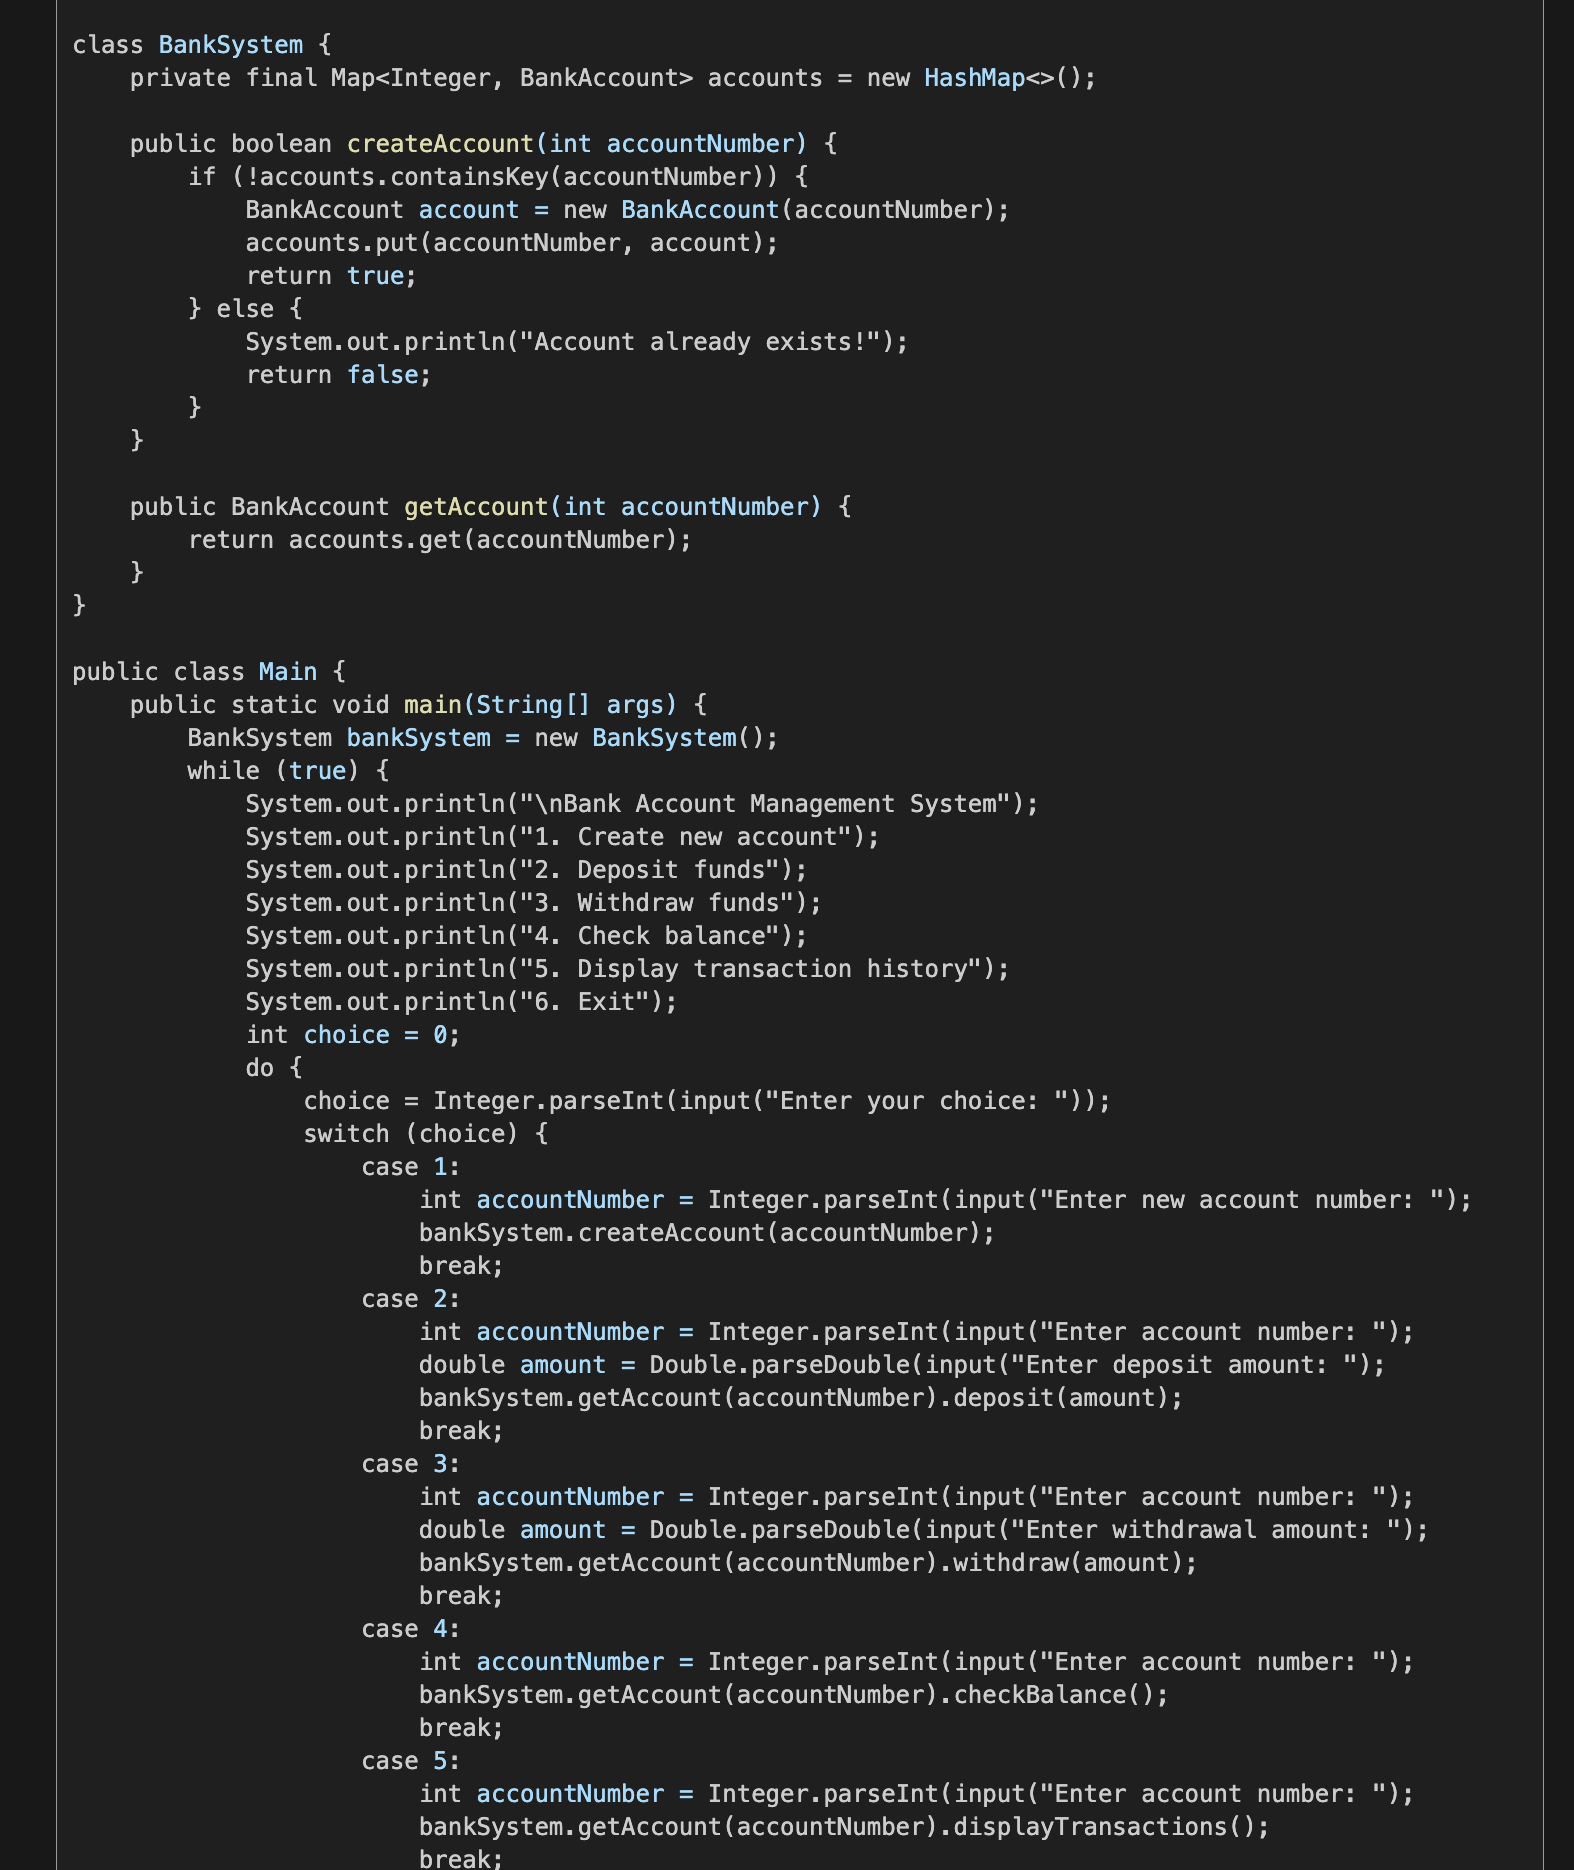 class BankSystem {
    private final Map<Integer, BankAccount> accounts = new HashMap<>();

    public boolean createAccount(int accountNumber) {
        if (!accounts.containsKey(accountNumber)) {
            BankAccount account = new BankAccount(accountNumber);
            accounts.put(accountNumber, account);
            return true;
        } else {
            System.out.println("Account already exists!");
            return false;
        }
    }

    public BankAccount getAccount(int accountNumber) {
        return accounts.get(accountNumber);
    }
}

public class Main {
    public static void main(String[] args) {
        BankSystem bankSystem = new BankSystem();
        while (true) {
            System.out.println("\nBank Account Management System");
            System.out.println("1. Create new account");
            System.out.println("2. Deposit funds");
            System.out.println("3. Withdraw funds");
            System.out.println("4. Check balance");
            System.out.println("5. Display transaction history");
            System.out.println("6. Exit");
            int choice = 0;
            do {
                choice = Integer.parseInt(input("Enter your choice: "));
                switch (choice) {
                    case 1:
                        int accountNumber = Integer.parseInt(input("Enter new account number: ");
                        bankSystem.createAccount(accountNumber);
                        break;
                    case 2:
                        int accountNumber = Integer.parseInt(input("Enter account number: ");
                        double amount = Double.parseDouble(input("Enter deposit amount: ");
                        bankSystem.getAccount(accountNumber).deposit(amount);
                        break;
                    case 3:
                        int accountNumber = Integer.parseInt(input("Enter account number: ");
                        double amount = Double.parseDouble(input("Enter withdrawal amount: ");
                        bankSystem.getAccount(accountNumber).withdraw(amount);
                        break;
                    case 4:
                        int accountNumber = Integer.parseInt(input("Enter account number: ");
                        bankSystem.getAccount(accountNumber).checkBalance();
                        break;
                    case 5:
                        int accountNumber = Integer.parseInt(input("Enter account number: ");
                        bankSystem.getAccount(accountNumber).displayTransactions();
                        break;